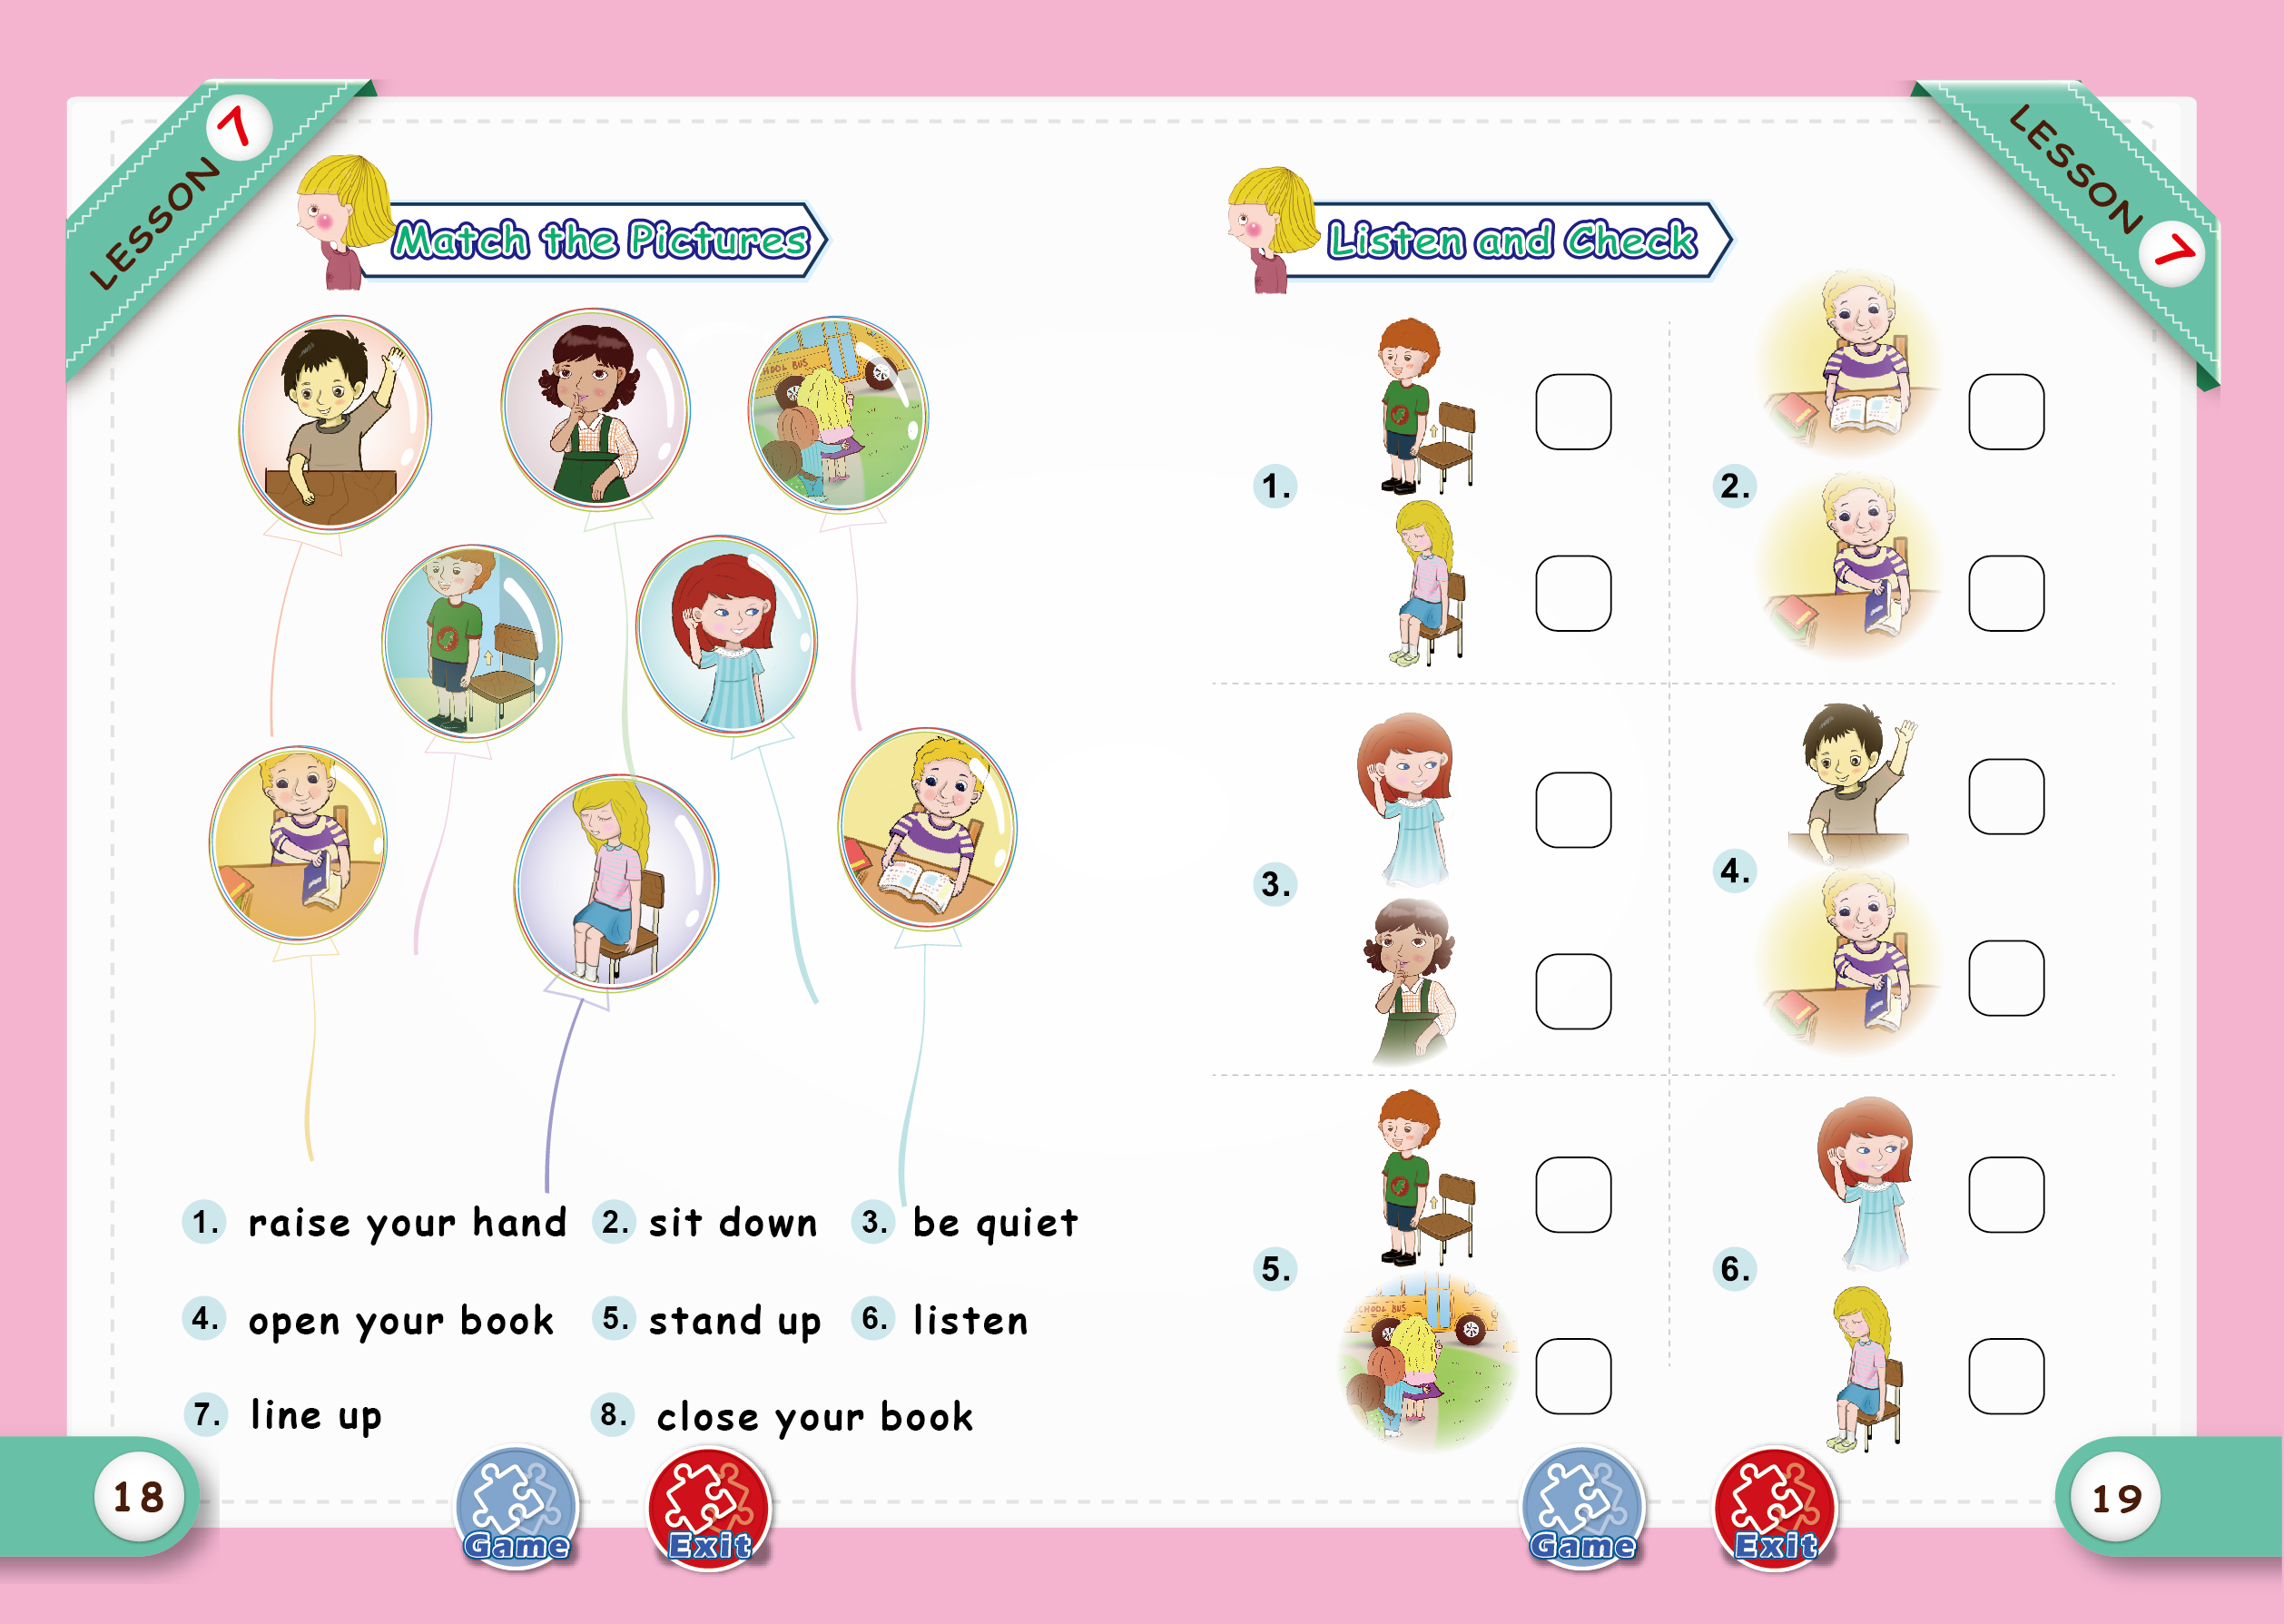 LESSON 7
Match the Pictures
SCHOOL BUS
1. raise your hand 2. sit down 3. be quiet
4. open your book 5. stand up 6. listen
7. line up 8. close your book
18
Game Exit
LESSON 7
Listen and Check
1. 2.
3. 4.
5. 6.
SCHOOL BUS
Game Exit
19